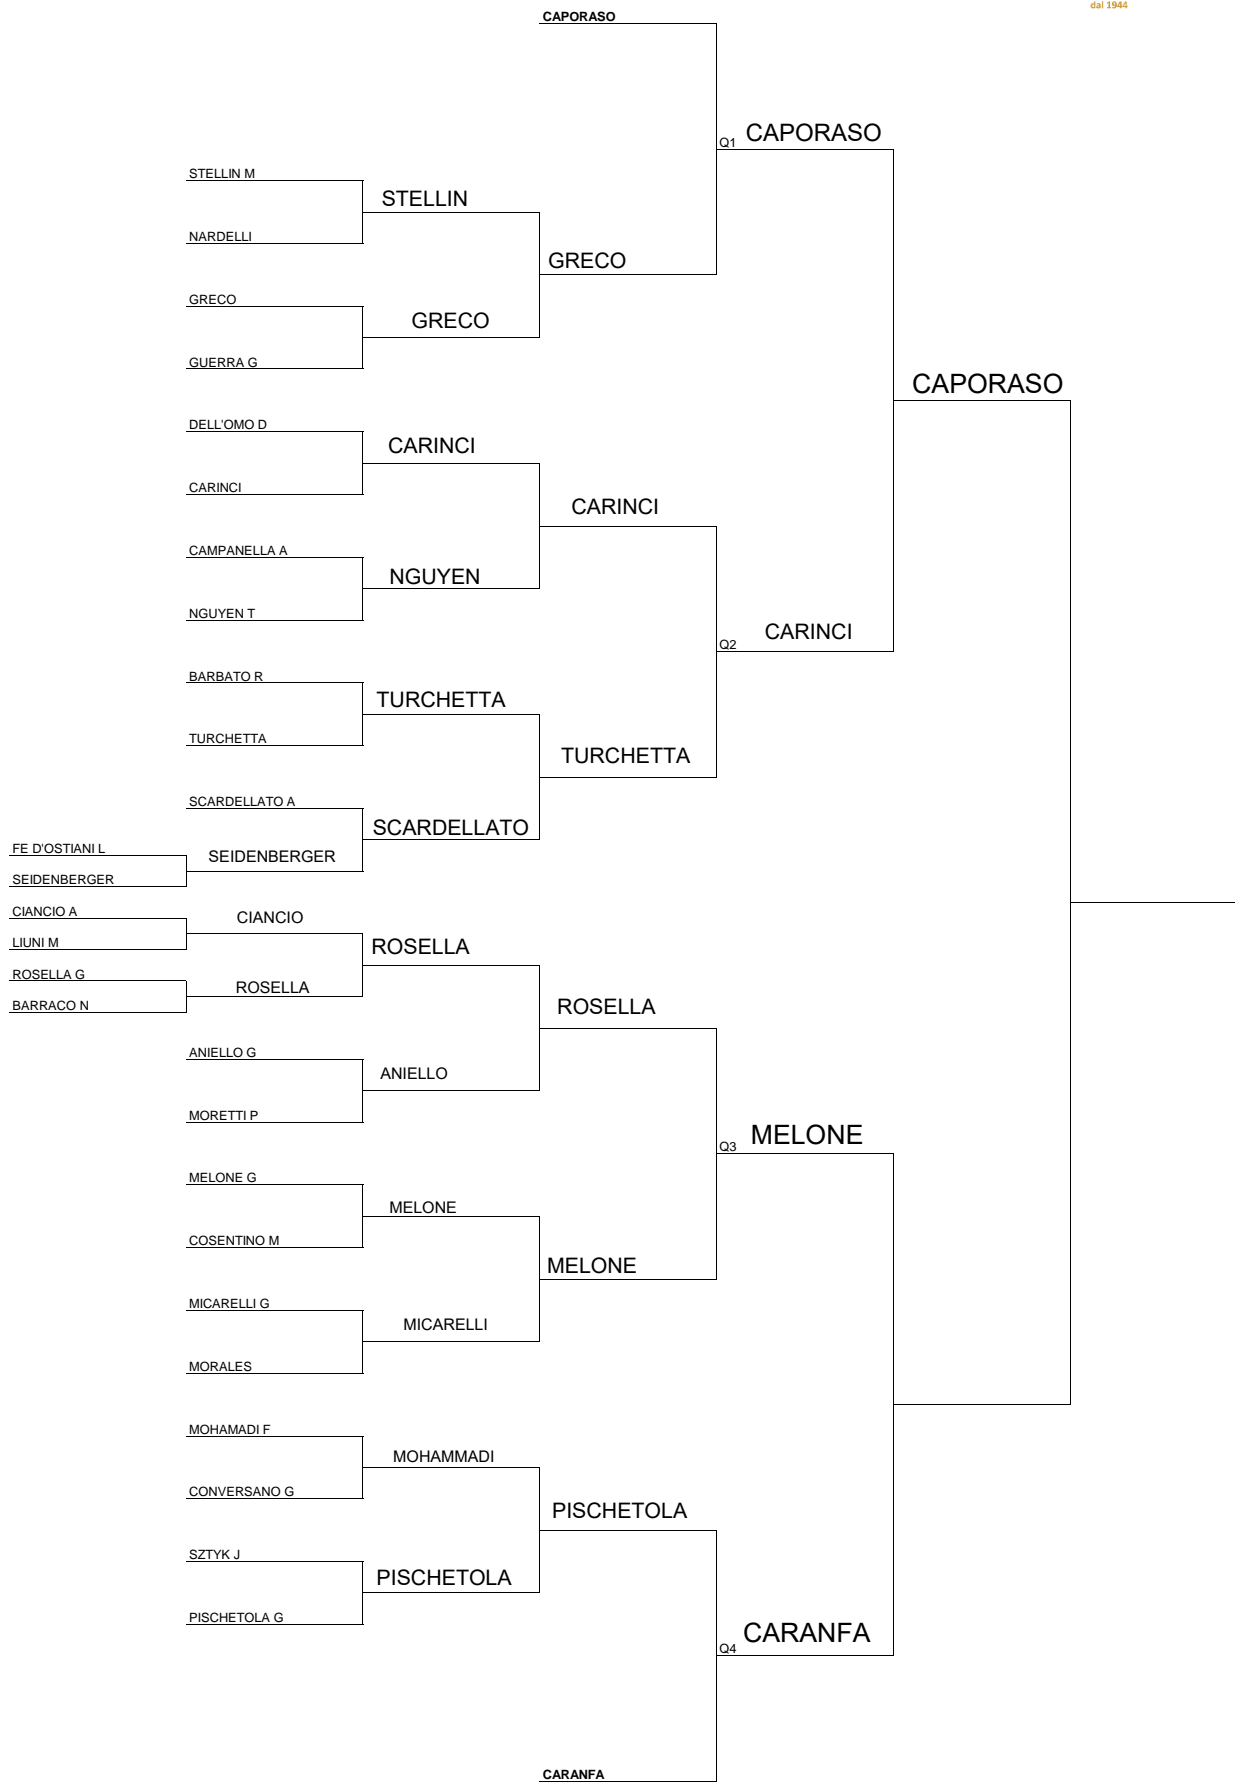 dal 1944
CAPORASO
Q1 CAPORASO
STELLIN M
STELLIN
NARDELLI
GRECO
GRECO
GRECO
GUERRA G
CAPORASO
DELL'OMO D
CARINCI
CARINCI
CARINCI
CAMPANELLA A
NGUYEN
NGUYEN T
Q2 CARINCI
BARBATO R
TURCHETTA
TURCHETTA
TURCHETTA
SCARDELLATO A
SCARDELLATO
FE D'OSTIANI L
SEIDENBERGER
SEIDENBERGER
CIANCIO A
CIANCIO
LIUNI M
ROSELLA
ROSELLA G
ROSELLA
BARRACO N
ROSELLA
ANIELLO G
ANIELLO
MORETTI P
Q3 MELONE
MELONE G
MELONE
COSENTINO M
MELONE
MICARELLI G
MICARELLI
MORALES
MOHAMADI F
MOHAMMADI
CONVERSANO G
PISCHETOLA
SZTYK J
PISCHETOLA
PISCHETOLA G
Q4 CARANFA
CARANFA